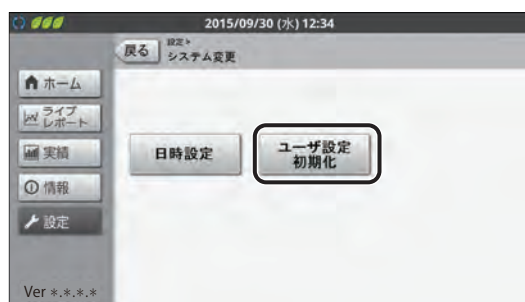 2015/09/30 (水) 12:34
戻る
設定>
システム変更
ホーム
ライブ
レポート
実績
情報
設定
日時設定
ユーザ設定
初期化
Ver *.*.*.*